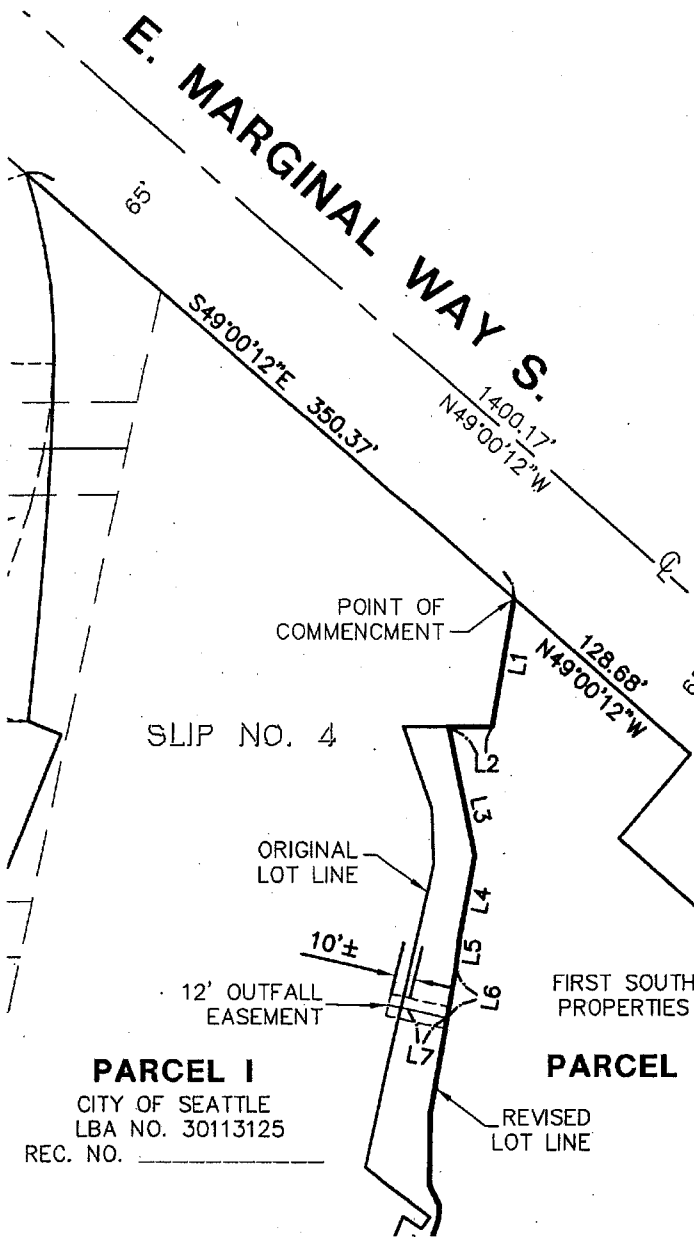 E. MARGINAL WAY S.
65'
S49°00'12"E 350.37'
1400.17'
N49°00'12"W
℄
POINT OF
COMMENCMENT
L1
128.68'
N49°00'12"W
SLIP NO. 4
L2
L3
ORIGINAL
LOT LINE
L4
L5
10'±
L6
12' OUTFALL
EASEMENT
FIRST SOUTH
PROPERTIES
L7
PARCEL I
PARCEL
CITY OF SEATTLE
LBA NO. 30113125
REC. NO.
REVISED
LOT LINE